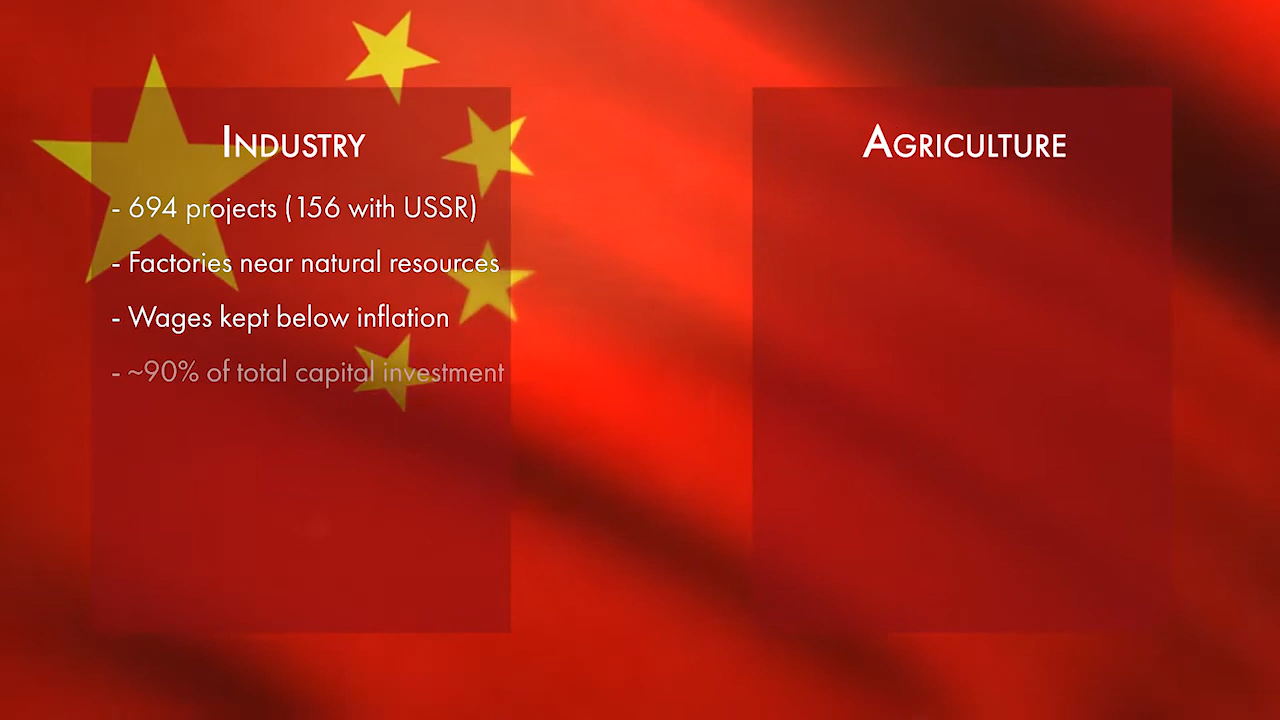 Industry
- 694 projects (156 with USSR)
- Factories near natural resources
- Wages kept below inflation
- ~90% of total capital investment
Agriculture